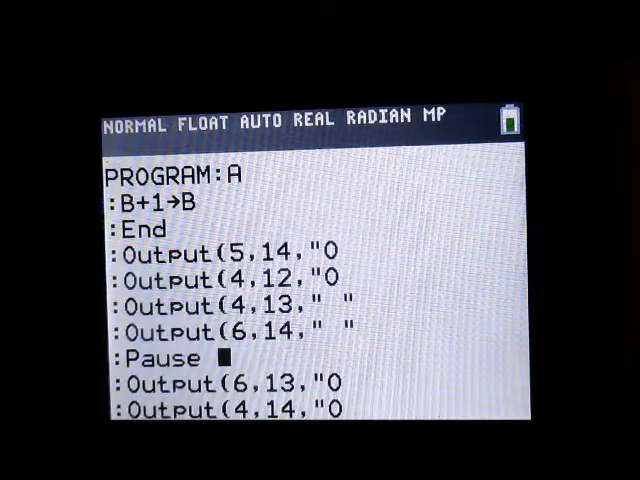 NORMAL FLOAT AUTO REAL RADIAN MP
PROGRAM:A
:B+1→B
:End
:Output(5,14,"O
:Output(4,12,"O
:Output(4,13," "
:Output(6,14," "
:Pause
:Output(6,13,"O
:Output(4,14,"O